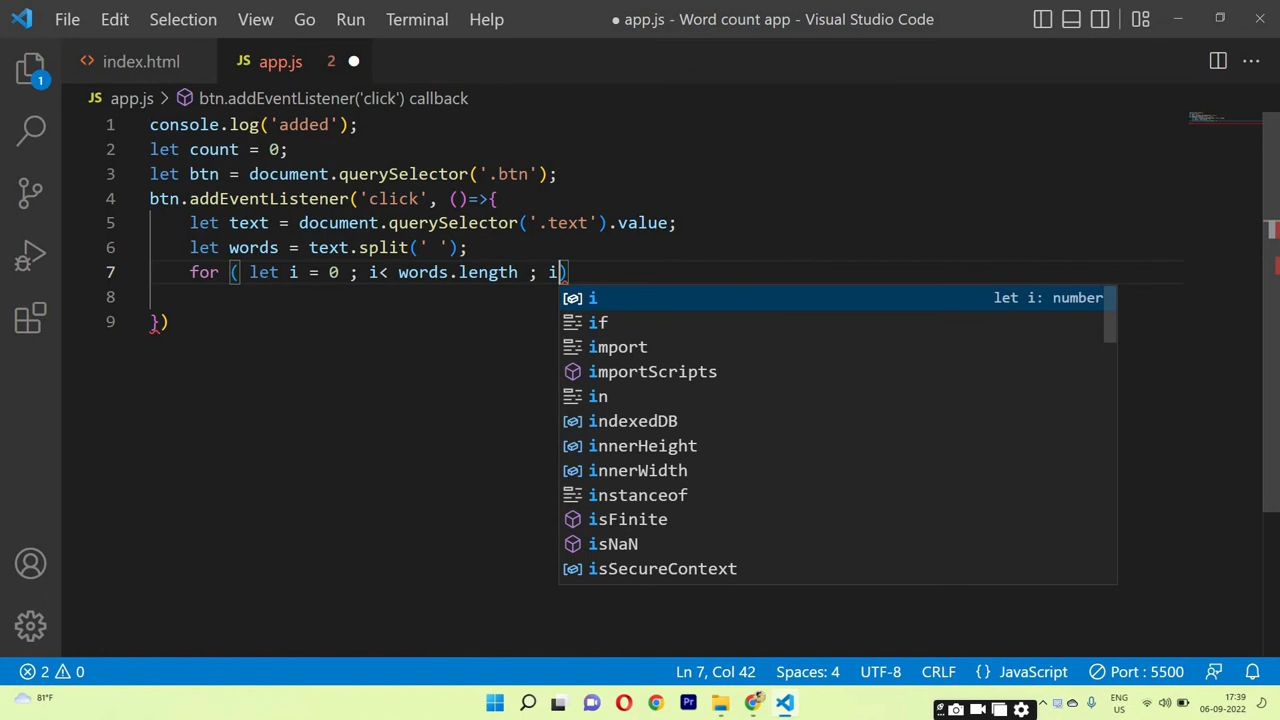 File Edit Selection View Go Run Terminal Help ● app.js - Word count app - Visual Studio Code
<> index.html JS app.js 2 ●
1
JS app.js > btn.addEventListener('click') callback
1 console.log('added');
2 let count = 0;
3 let btn = document.querySelector('.btn');
4 btn.addEventListener('click', ()=>{
5 let text = document.querySelector('.text').value;
6 let words = text.split(' ');
7 for ( let i = 0 ; i< words.length ; i)
8
9 })
i let i: number
if
import
importScripts
in
indexedDB
innerHeight
innerWidth
instanceof
isFinite
isNaN
isSecureContext
2 0 Ln 7, Col 42 Spaces: 4 UTF-8 CRLF {} JavaScript Port : 5500
81°F Pr ENG US 17:39 06-09-2022